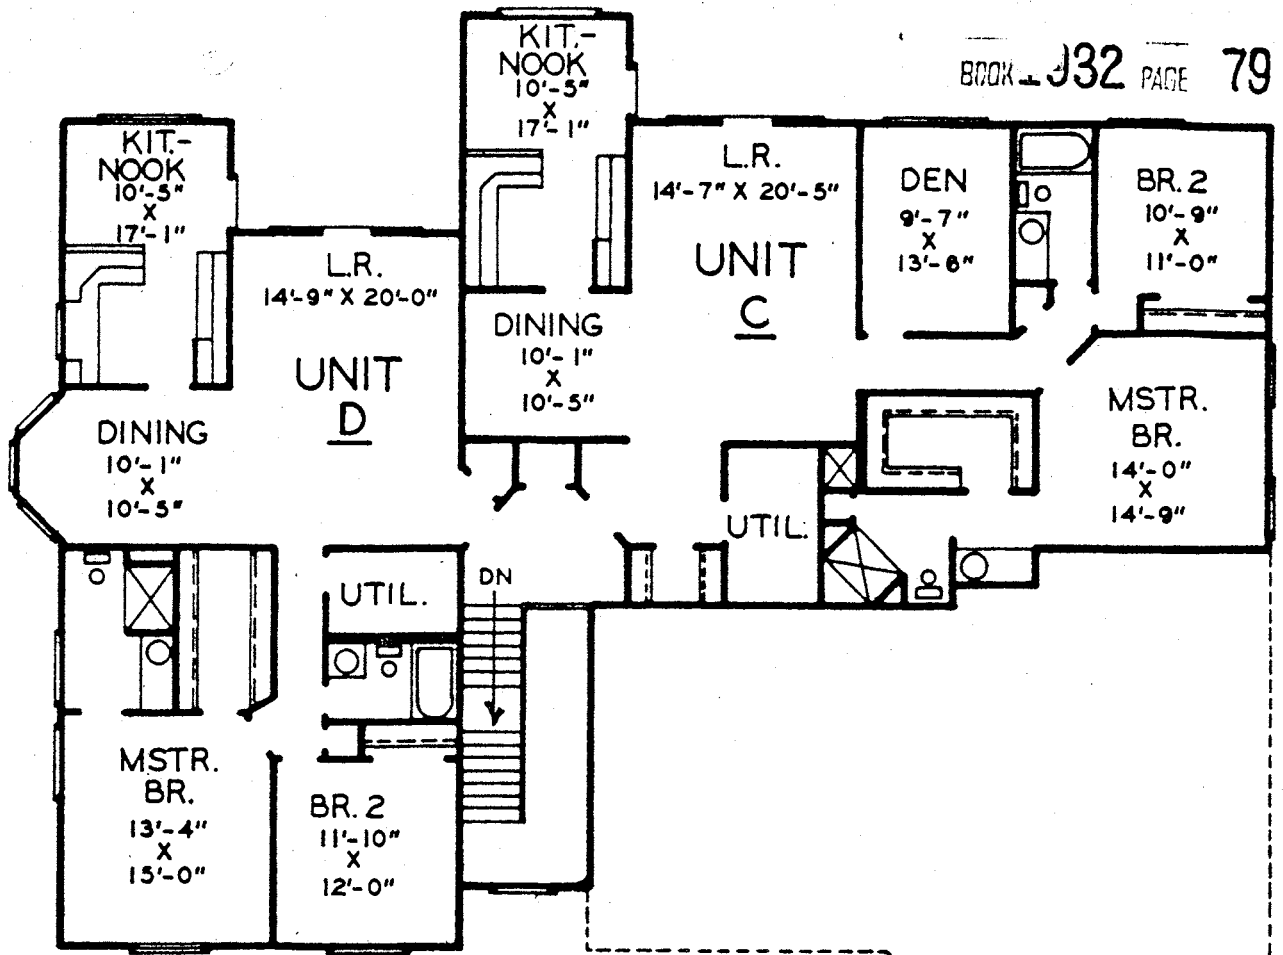 BOOK 932 PAGE 79
KIT.-
NOOK
10'-5"
X
17'-1"
KIT.-
NOOK
10'-5"
X
17'-1"
L.R.
14'-9" X 20'-0"
UNIT
D
DINING
10'-1"
X
10'-5"
L.R.
14'-7" X 20'-5"
UNIT
C
DINING
10'-1"
X
10'-5"
DEN
9'-7"
X
13'-6"
BR. 2
10'-9"
X
11'-0"
MSTR.
BR.
14'-0"
X
14'-9"
UTIL.
DN
UTIL.
MSTR.
BR.
13'-4"
X
15'-0"
BR. 2
11'-10"
X
12'-0"